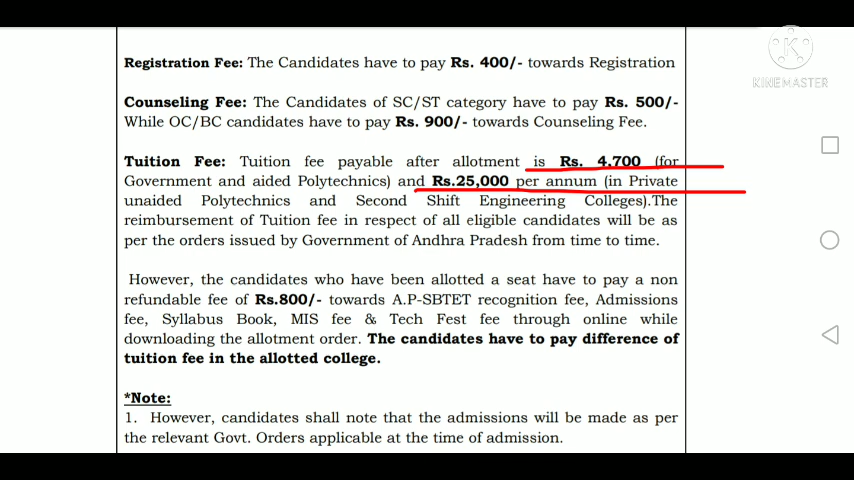 Registration Fee: The Candidates have to pay Rs. 400/- towards Registration
KINEMASTER
Counseling Fee: The Candidates of SC/ST category have to pay Rs. 500/-
While OC/BC candidates have to pay Rs. 900/- towards Counseling Fee.
Tuition Fee: Tuition fee payable after allotment is Rs. 4,700 (for
Government and aided Polytechnics) and Rs.25,000 per annum (in Private
unaided Polytechnics and Second Shift Engineering Colleges).The
reimbursement of Tuition fee in respect of all eligible candidates will be as
per the orders issued by Government of Andhra Pradesh from time to time.
However, the candidates who have been allotted a seat have to pay a non
refundable fee of Rs.800/- towards A.P-SBTET recognition fee, Admissions
fee, Syllabus Book, MIS fee & Tech Fest fee through online while
downloading the allotment order. The candidates have to pay difference of
tuition fee in the allotted college.
*Note:
1. However, candidates shall note that the admissions will be made as per
the relevant Govt. Orders applicable at the time of admission.